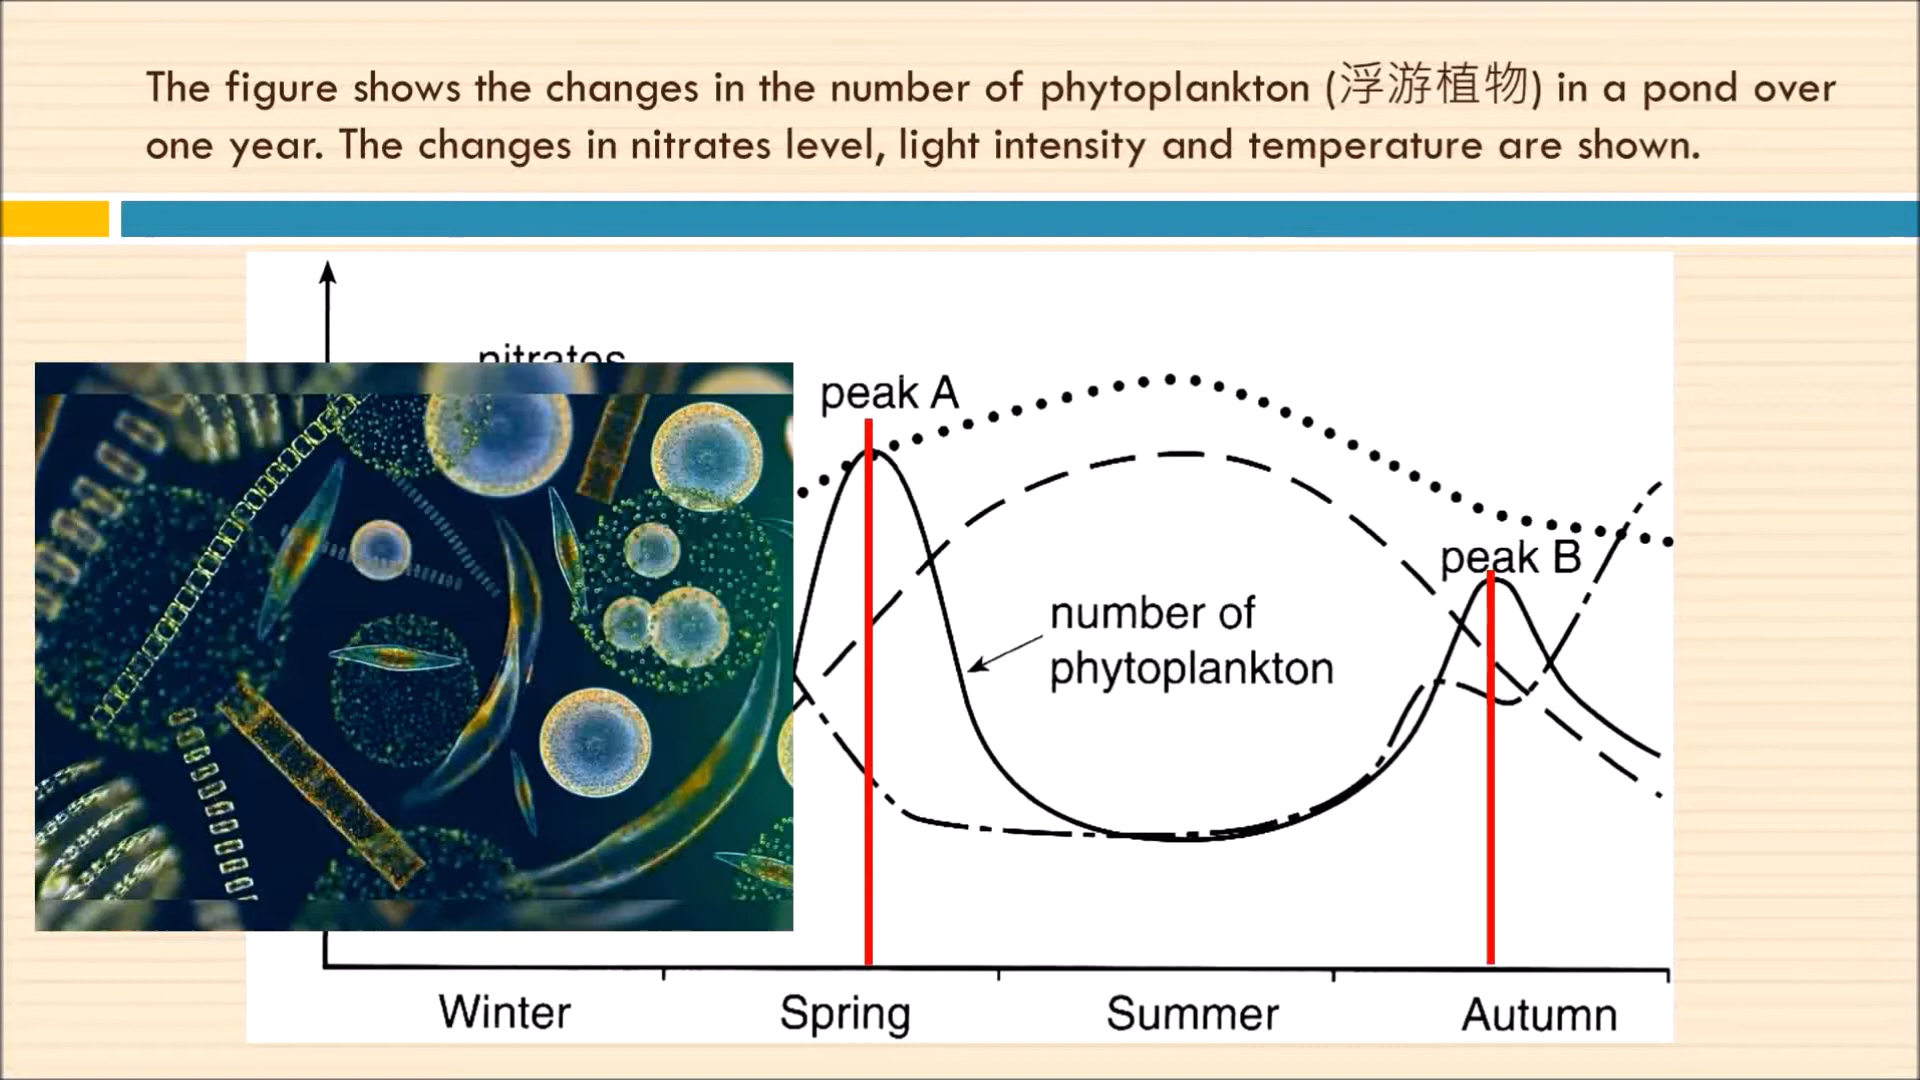 The figure shows the changes in the number of phytoplankton (浮游植物) in a pond over
one year. The changes in nitrates level, light intensity and temperature are shown.
nitrates
peak A
peak B
number of
phytoplankton
Winter
Spring
Summer
Autumn